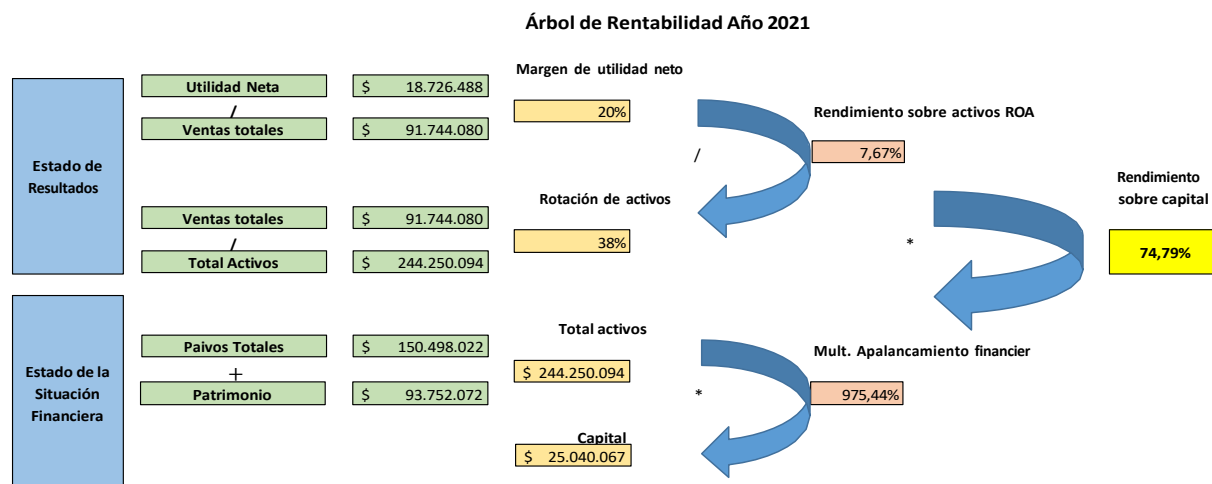 Árbol de Rentabilidad Año 2021
Estado de
Resultados
Utilidad Neta
$ 18.726.488
/
Ventas totales
$ 91.744.080
Margen de utilidad neto
20%
Ventas totales
$ 91.744.080
/
Total Activos
$ 244.250.094
Rotación de activos
38%
/
Rendimiento sobre activos ROA
7,67%
Estado de la
Situación
Financiera
Paivos Totales
$ 150.498.022
+
Patrimonio
$ 93.752.072
Total activos
$ 244.250.094
*
Capital
$ 25.040.067
Mult. Apalancamiento financier
975,44%
*
Rendimiento
sobre capital
74,79%